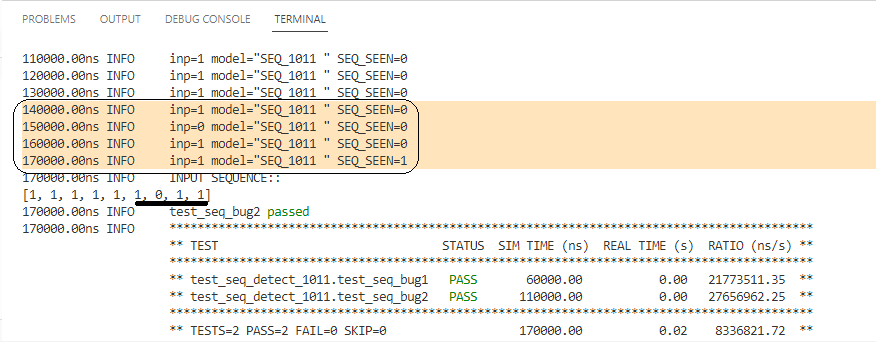 PROBLEMS OUTPUT DEBUG CONSOLE TERMINAL
110000.00ns INFO inp=1 model="SEQ_1011 " SEQ_SEEN=0
120000.00ns INFO inp=1 model="SEQ_1011 " SEQ_SEEN=0
130000.00ns INFO inp=1 model="SEQ_1011 " SEQ_SEEN=0
140000.00ns INFO inp=1 model="SEQ_1011 " SEQ_SEEN=0
150000.00ns INFO inp=0 model="SEQ_1011 " SEQ_SEEN=0
160000.00ns INFO inp=1 model="SEQ_1011 " SEQ_SEEN=0
170000.00ns INFO inp=1 model="SEQ_1011 " SEQ_SEEN=1
170000.00ns INFO INPUT SEQUENCE::
[1, 1, 1, 1, 1, 1, 0, 1, 1]
170000.00ns INFO test_seq_bug2 passed
170000.00ns INFO ******************************************************************************************
** TEST STATUS SIM TIME (ns) REAL TIME (s) RATIO (ns/s) **
******************************************************************************************
** test_seq_detect_1011.test_seq_bug1 PASS 60000.00 0.00 21773511.35 **
** test_seq_detect_1011.test_seq_bug2 PASS 110000.00 0.00 27656962.25 **
******************************************************************************************
** TESTS=2 PASS=2 FAIL=0 SKIP=0 170000.00 0.02 8336821.72 **